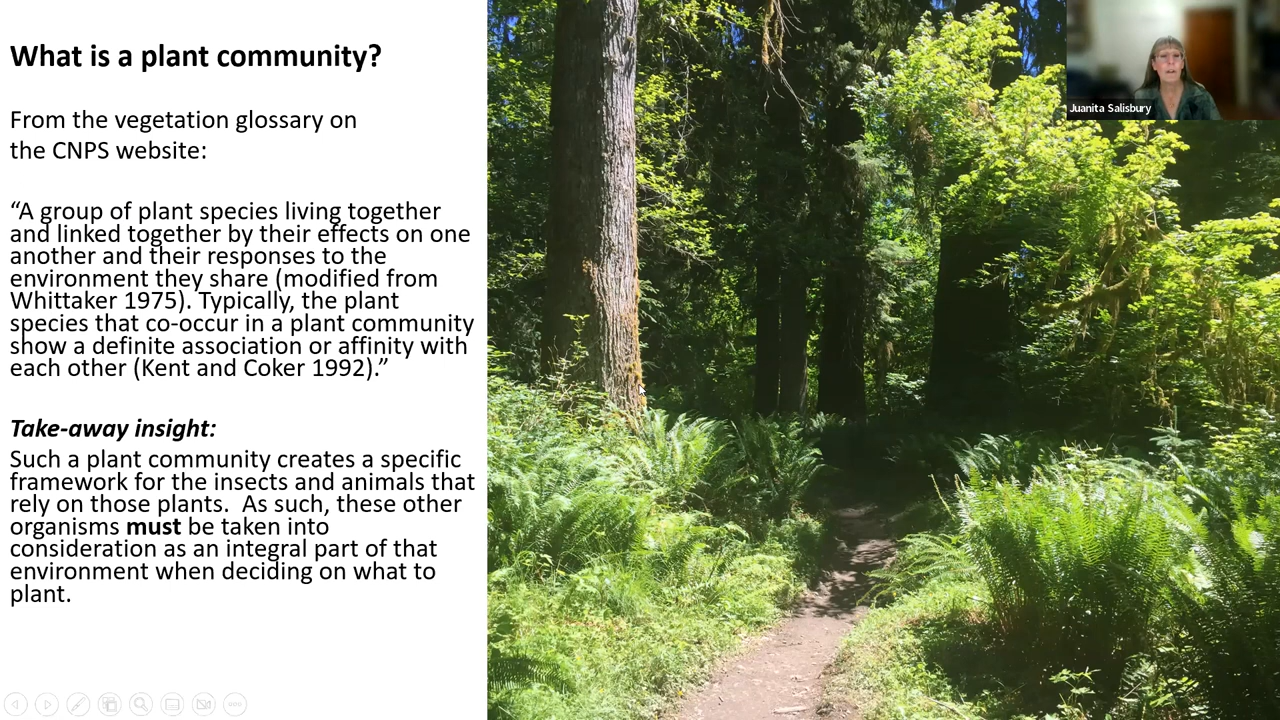 What is a plant community?
From the vegetation glossary on
the CNPS website:
“A group of plant species living together
and linked together by their effects on one
another and their responses to the
environment they share (modified from
Whittaker 1975). Typically, the plant
species that co-occur in a plant community
show a definite association or affinity with
each other (Kent and Coker 1992).”
Take-away insight:
Such a plant community creates a specific
framework for the insects and animals that
rely on those plants.  As such, these other
organisms must be taken into
consideration as an integral part of that
environment when deciding on what to
plant.
Juanita Salisbury